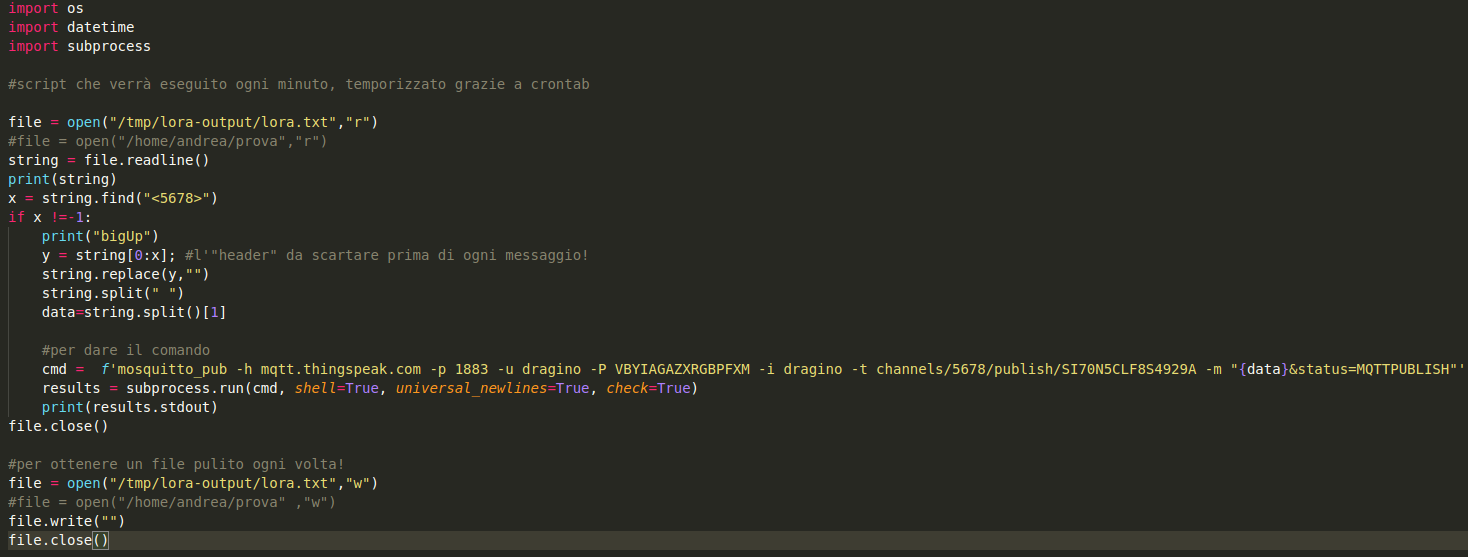 import os
import datetime
import subprocess
#script che verrà eseguito ogni minuto, temporizzato grazie a crontab
file = open("/tmp/lora-output/lora.txt","r")
#file = open("/home/andrea/prova","r")
string = file.readline()
print(string)
x = string.find("<5678>")
if x !=-1:
    print("bigUp")
    y = string[0:x]; #l'"header" da scartare prima di ogni messaggio!
    string.replace(y,"")
    string.split(" ")
    data=string.split()[1]
    #per dare il comando
    cmd =  f'mosquitto_pub -h mqtt.thingspeak.com -p 1883 -u dragino -P VBYIAGAZXRGBPFXM -i dragino -t channels/5678/publish/SI70N5CLF8S4929A -m "{data}&status=MQTTPUBLISH"'
    results = subprocess.run(cmd, shell=True, universal_newlines=True, check=True)
    print(results.stdout)
file.close()
#per ottenere un file pulito ogni volta!
file = open("/tmp/lora-output/lora.txt","w")
#file = open("/home/andrea/prova" ,"w")
file.write("")
file.close()